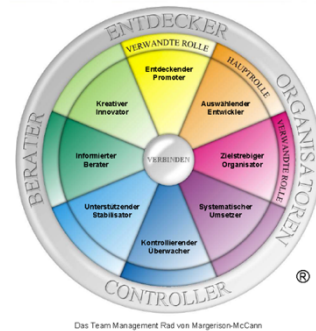 ENTDECKER
VERWANDTE ROLLE
HAUPTROLLE
Entdeckender
Promoter
Kreativer
Innovator
Auswählender
Entwickler
ORGANISATOREN
BERATER
Informierter
Berater
VERBINDEN
Zielstrebiger
Organisator
VERWANDTE ROLLE
Unterstützender
Stabilisator
Systematischer
Umsetzer
Kontrollierender
Überwacher
CONTROLLER
®
Das Team Management Rad von Margerison-McCann